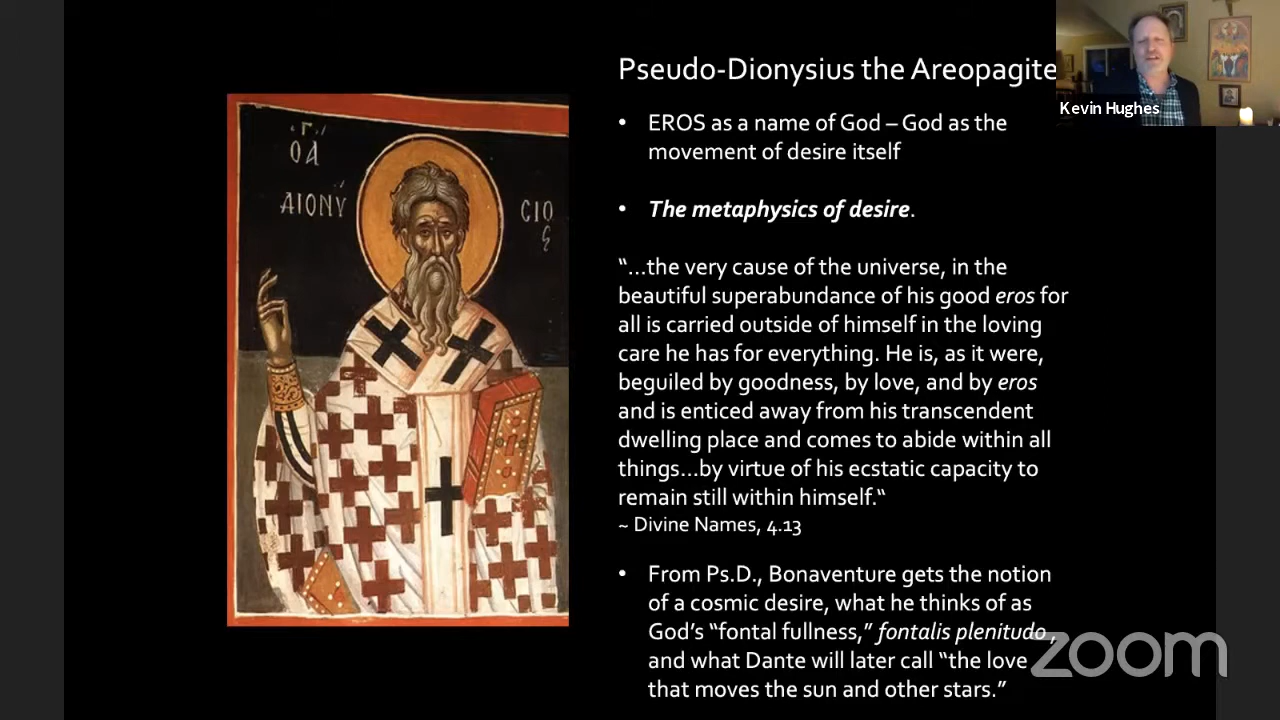 Pseudo-Dionysius the Areopagite
Kevin Hughes
• EROS as a name of God – God as the
movement of desire itself
• The metaphysics of desire.
“…the very cause of the universe, in the
beautiful superabundance of his good eros for
all is carried outside of himself in the loving
care he has for everything. He is, as it were,
beguiled by goodness, by love, and by eros
and is enticed away from his transcendent
dwelling place and comes to abide within all
things…by virtue of his ecstatic capacity to
remain still within himself.“
~ Divine Names, 4.13
• From Ps.D., Bonaventure gets the notion
of a cosmic desire, what he thinks of as
God’s “fontal fullness,” fontalis plenitudo,
and what Dante will later call “the love
that moves the sun and other stars.”
ΔΙΟΝΥ
ΣΙΟ
ς
zoom